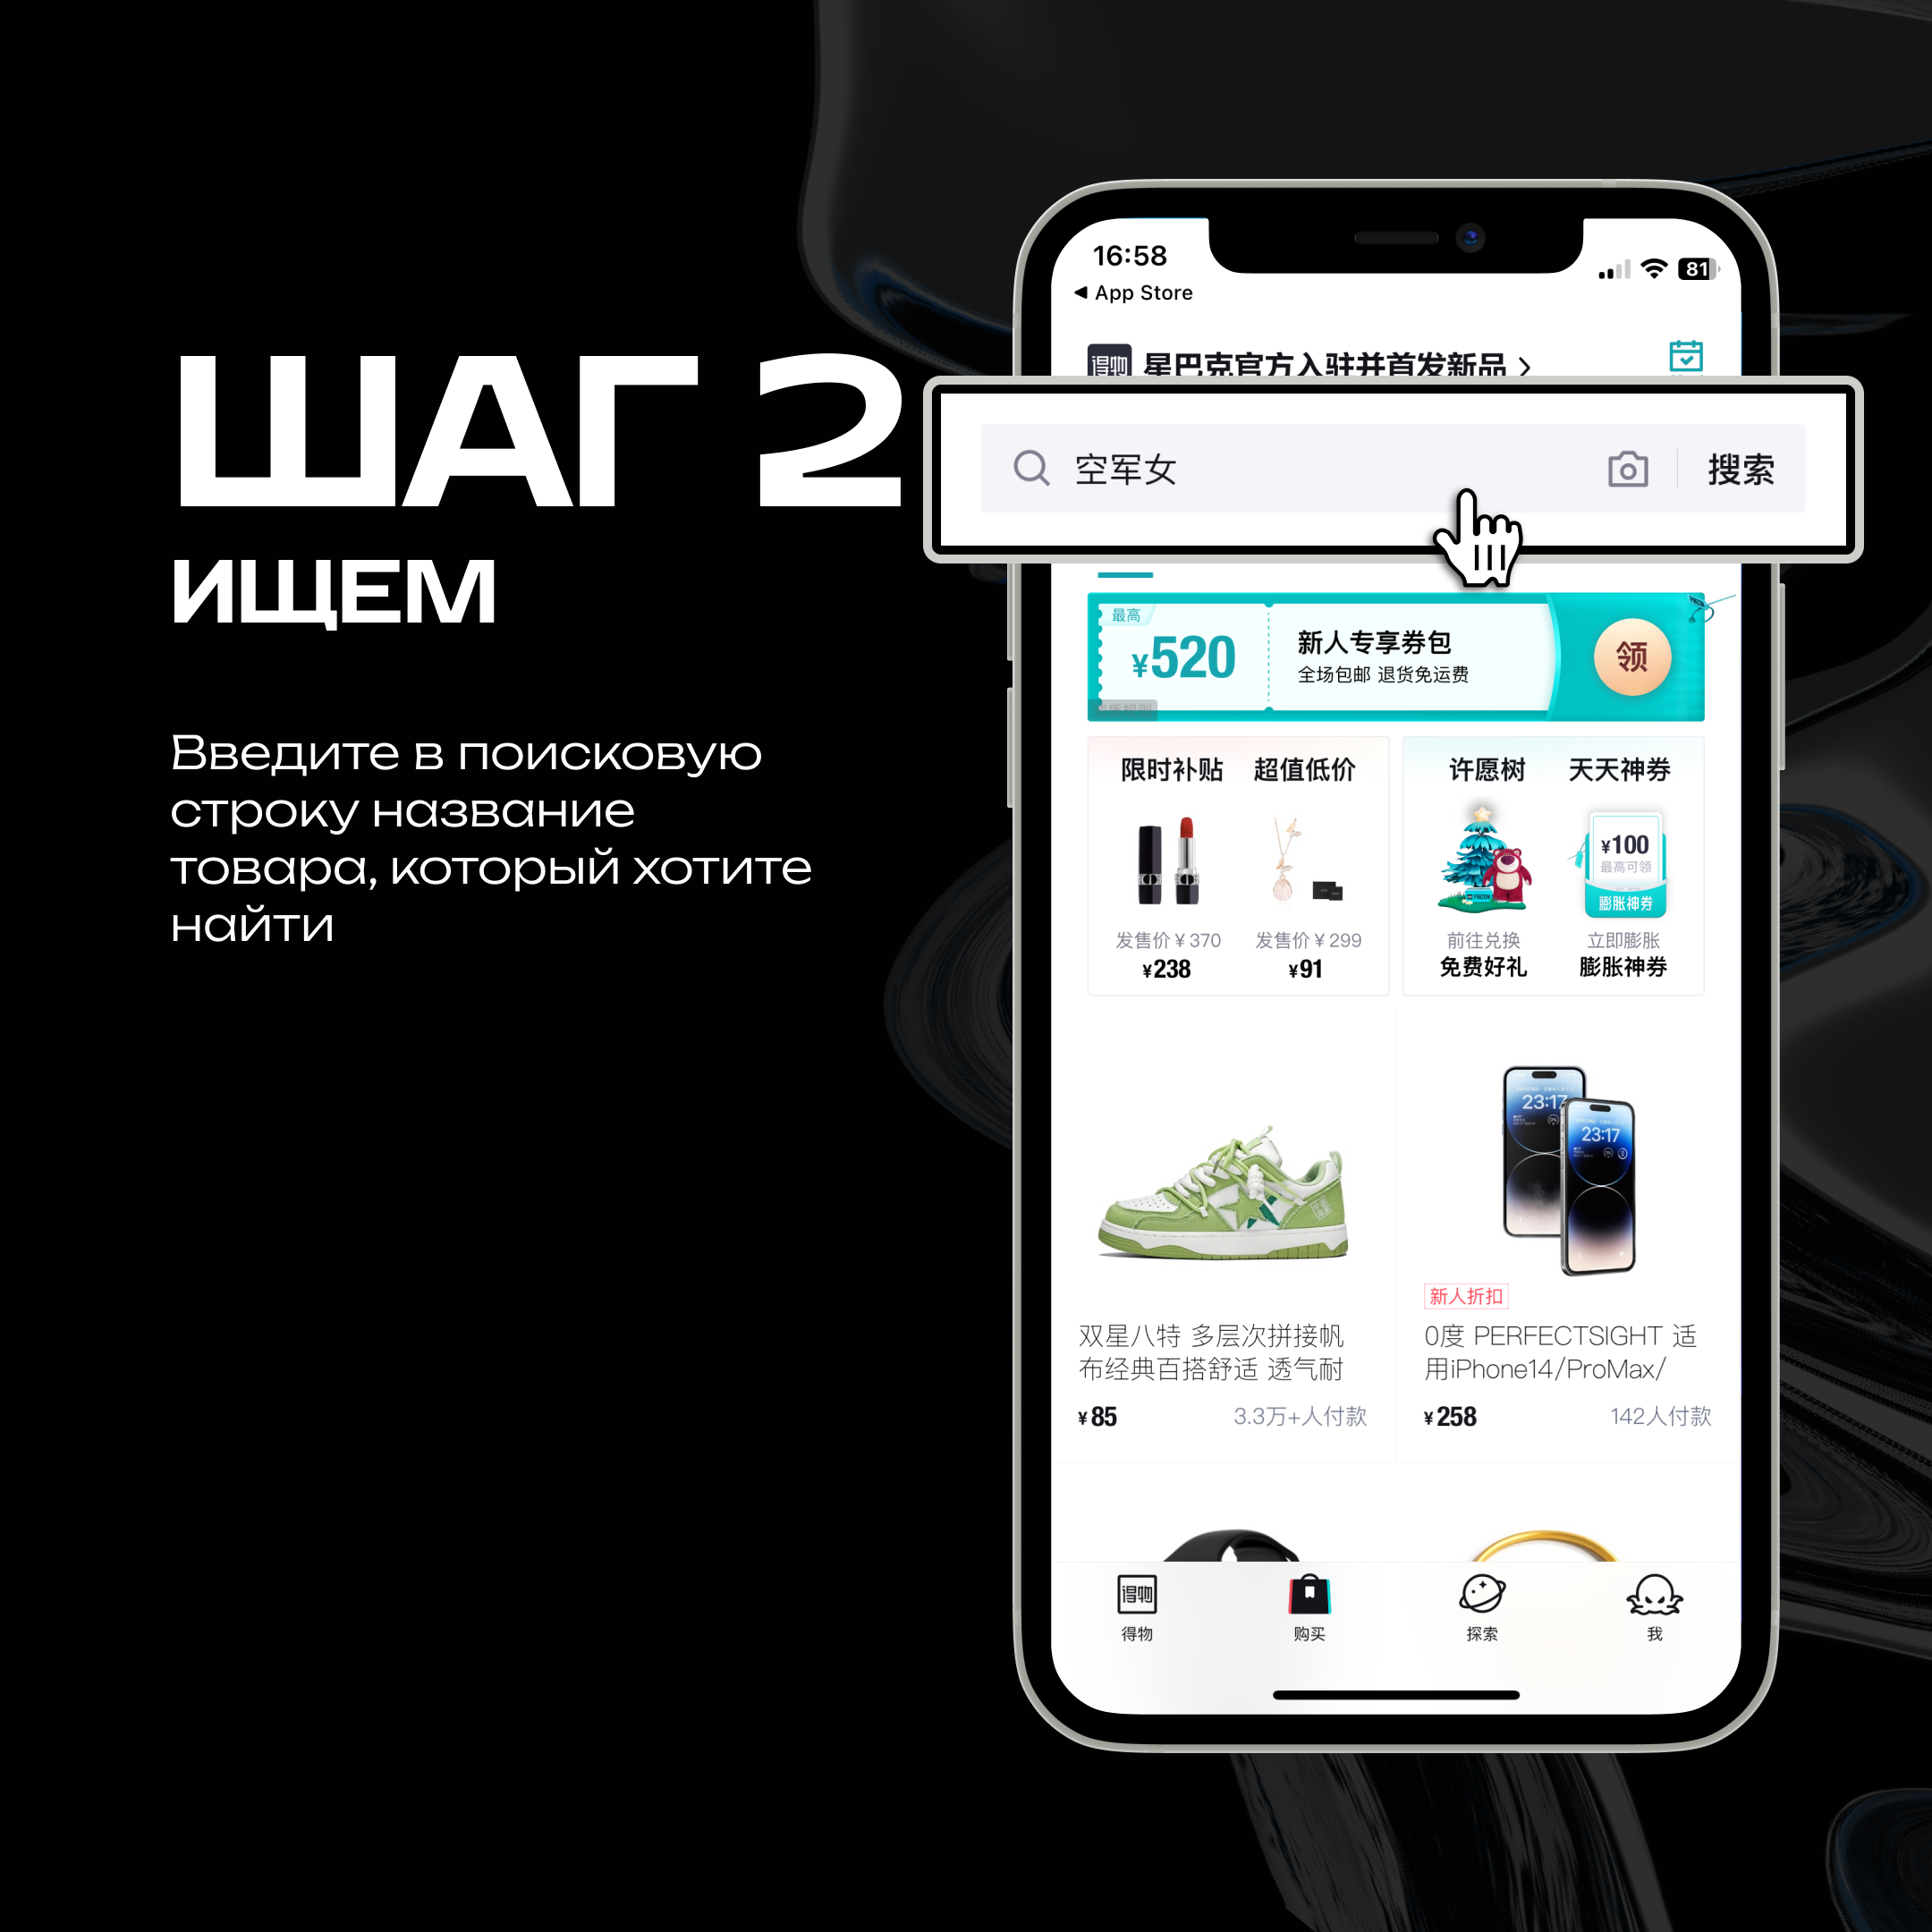 ШАГ 2
ИЩЕМ
Введите в поисковую
строку название
товара, который хотите
найти
16:58
81
App Store
得物 星巴克官方入驻并首发新品
空军女 搜索
最高
¥520
新人专享券包
全场包邮 退货免运费
领
限时补贴 超值低价
许愿树 天天神券
¥100
最高可领
膨胀神券
发售价 ¥ 370 发售价 ¥ 299
¥238 ¥91
前往兑换 立即膨胀
免费好礼 膨胀神券
23:17
23:17
新人折扣
双星八特 多层次拼接帆
布经典百搭舒适 透气耐
¥85 3.3万+人付款
0度 PERFECTSIGHT 适
用iPhone14/ProMax/
¥258 142人付款
得物
得物 购买 探索 我